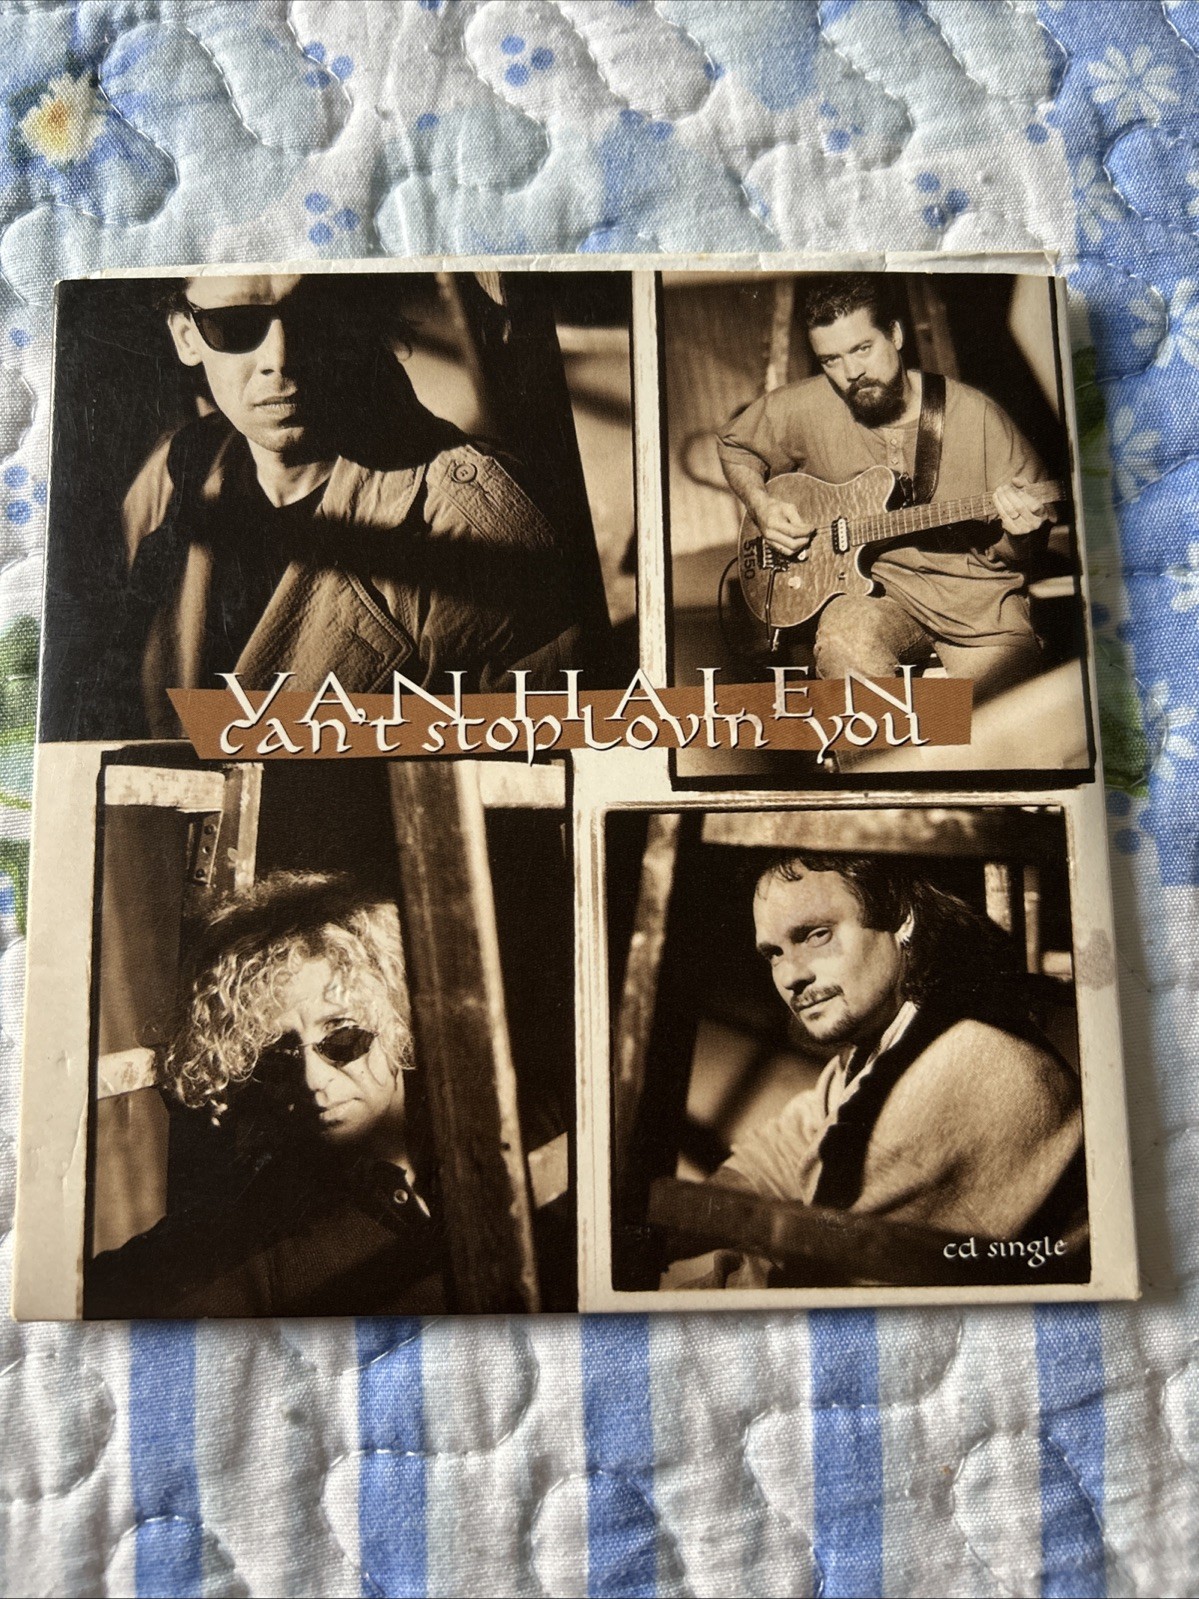 5150
VAN HALEN
can't stop lovin' you
cd single